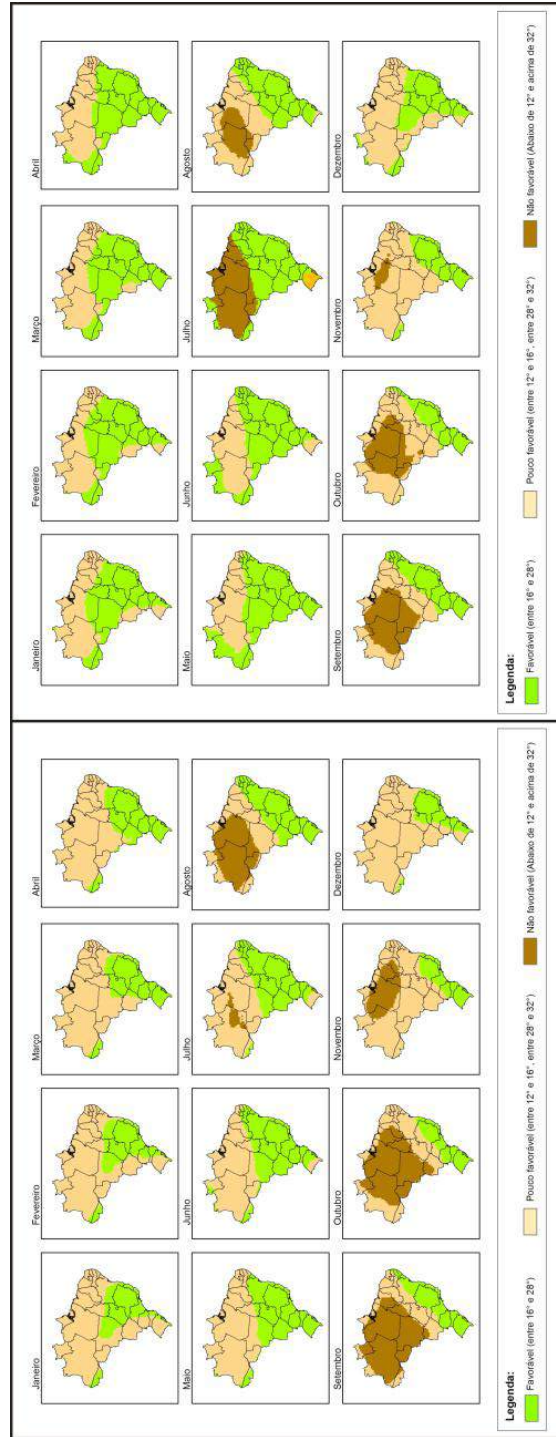 Janeiro
Fevereiro
Março
Abril
Maio
Junho
Julho
Agosto
Setembro
Outubro
Novembro
Dezembro
Legenda:
Favorável (entre 16° e 28°)
Pouco favorável (entre 12° e 16°, entre 28° e 32°)
Não favorável (Abaixo de 12° e acima de 32°)
Janeiro
Fevereiro
Março
Abril
Maio
Junho
Julho
Agosto
Setembro
Outubro
Novembro
Dezembro
Legenda:
Favorável (entre 16° e 28°)
Pouco favorável (entre 12° e 16°, entre 28° e 32°)
Não favorável (Abaixo de 12° e acima de 32°)